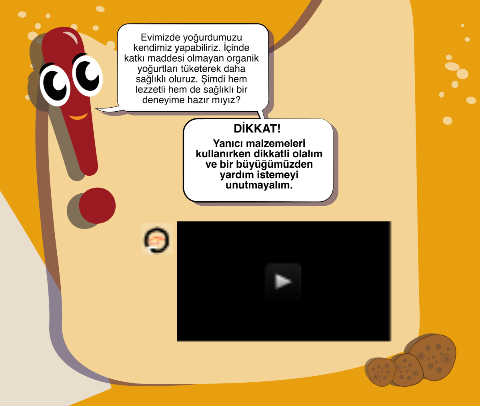 Evimizde yoğurdumuzu
kendimiz yapabiliriz. İçinde
katkı maddesi olmayan organik
yoğurtları tüketerek daha
sağlıklı oluruz. Şimdi hem
lezzetli hem de sağlıklı bir
deneyime hazır mıyız?
DİKKAT!
Yanıcı malzemeleri
kullanırken dikkatli olalım
ve bir büyüğümüzden
yardım istemeyi
unutmayalım.